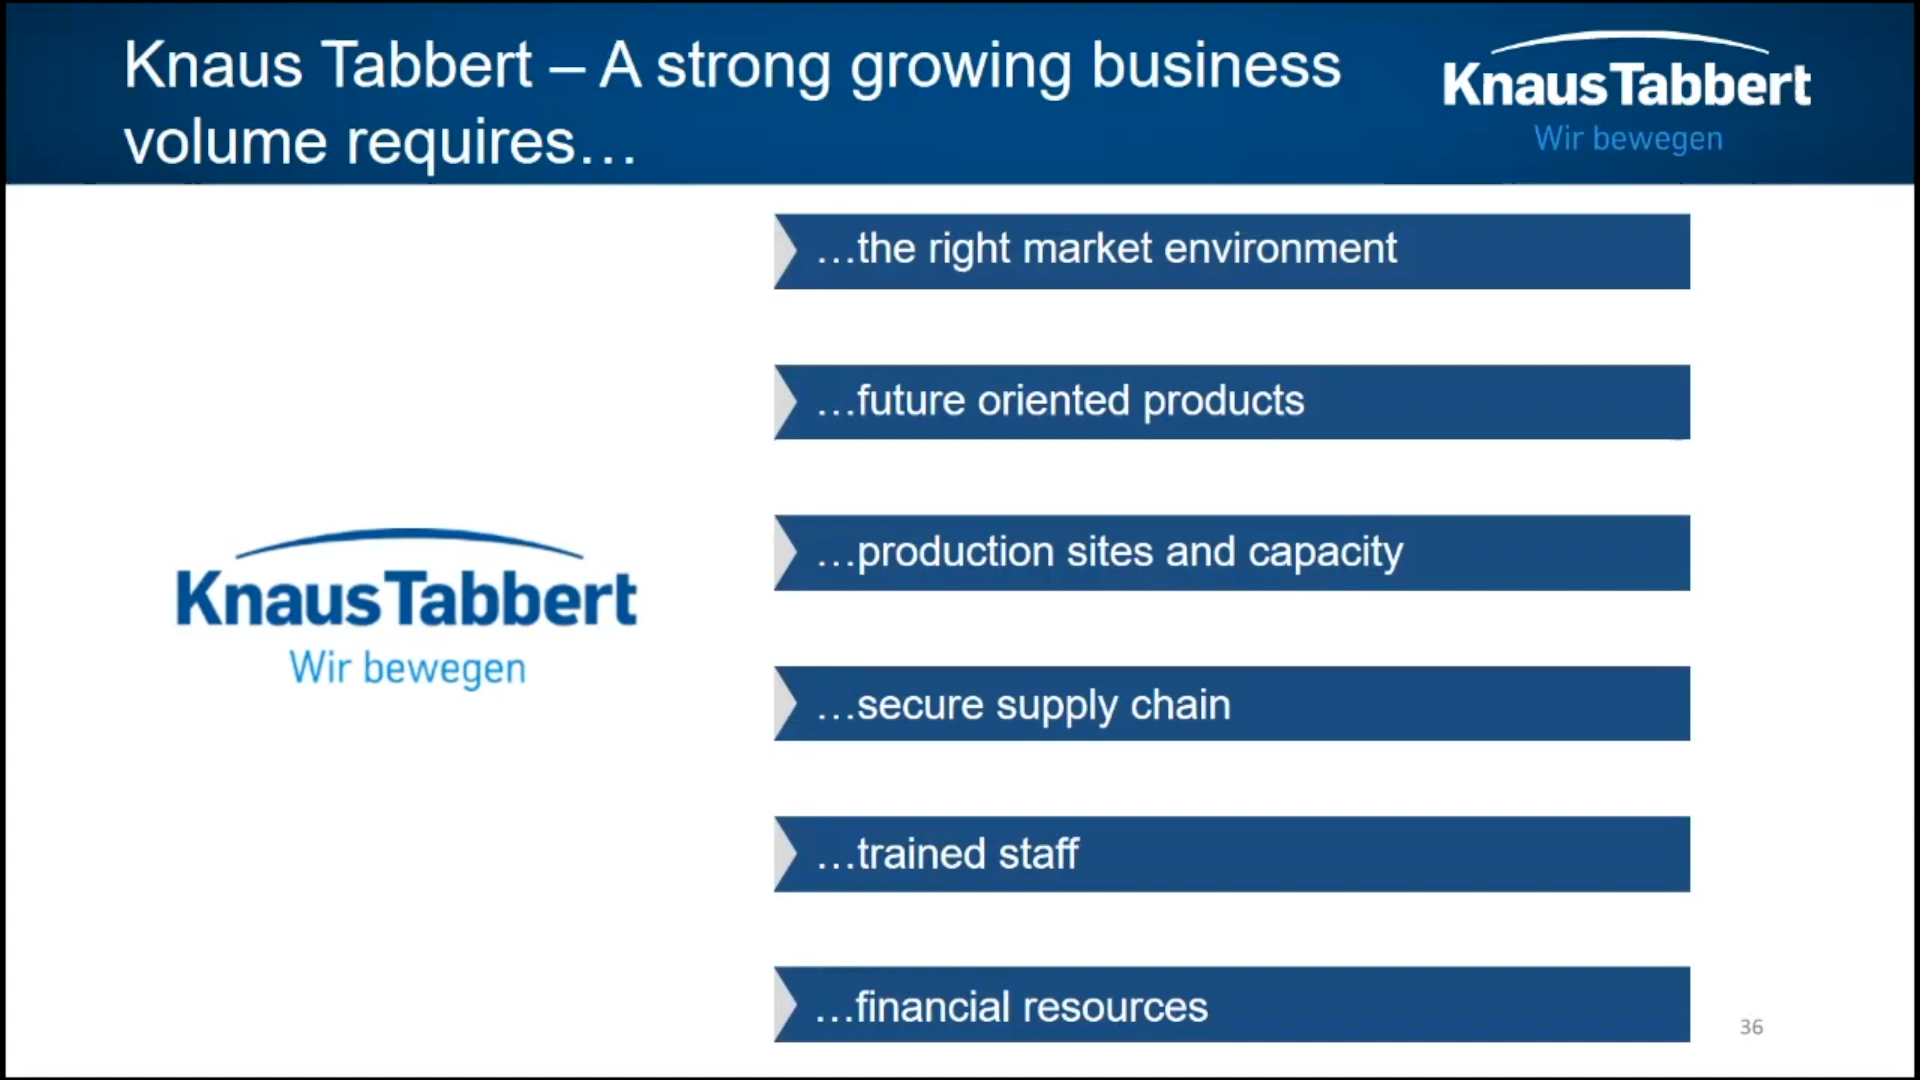 Knaus Tabbert – A strong growing business
volume requires…
KnausTabbert
Wir bewegen
…the right market environment
…future oriented products
…production sites and capacity
KnausTabbert
Wir bewegen
…secure supply chain
…trained staff
…financial resources
36